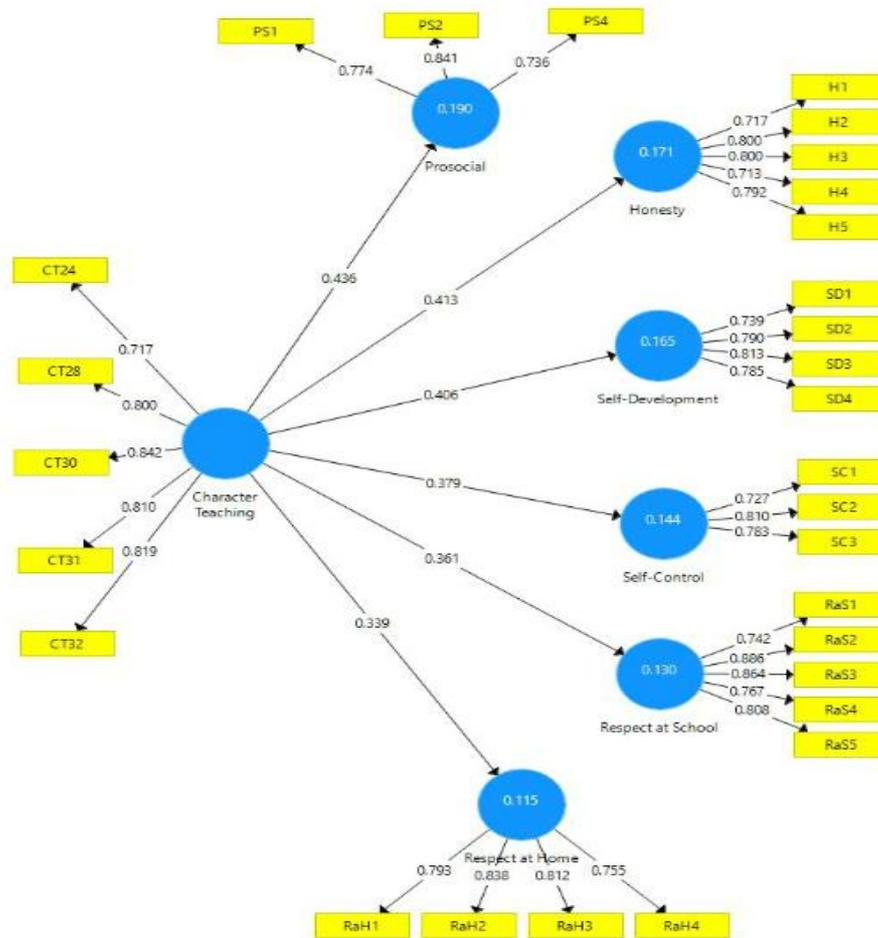 PS1
PS2
PS4
0.774
0.841
0.736
0.190
Prosocial
H1
H2
H3
H4
H5
0.717
0.800
0.800
0.713
0.792
0.171
Honesty
CT24
CT28
CT30
CT31
CT32
0.717
0.800
0.842
0.810
0.819
Character
Teaching
0.436
0.413
0.406
0.379
0.361
0.339
SD1
SD2
SD3
SD4
0.739
0.790
0.813
0.785
0.165
Self-Development
SC1
SC2
SC3
0.727
0.810
0.783
0.144
Self-Control
RaS1
RaS2
RaS3
RaS4
RaS5
0.742
0.886
0.864
0.767
0.808
0.130
Respect at School
0.115
Respect at Home
0.793
0.838
0.812
0.755
RaH1
RaH2
RaH3
RaH4